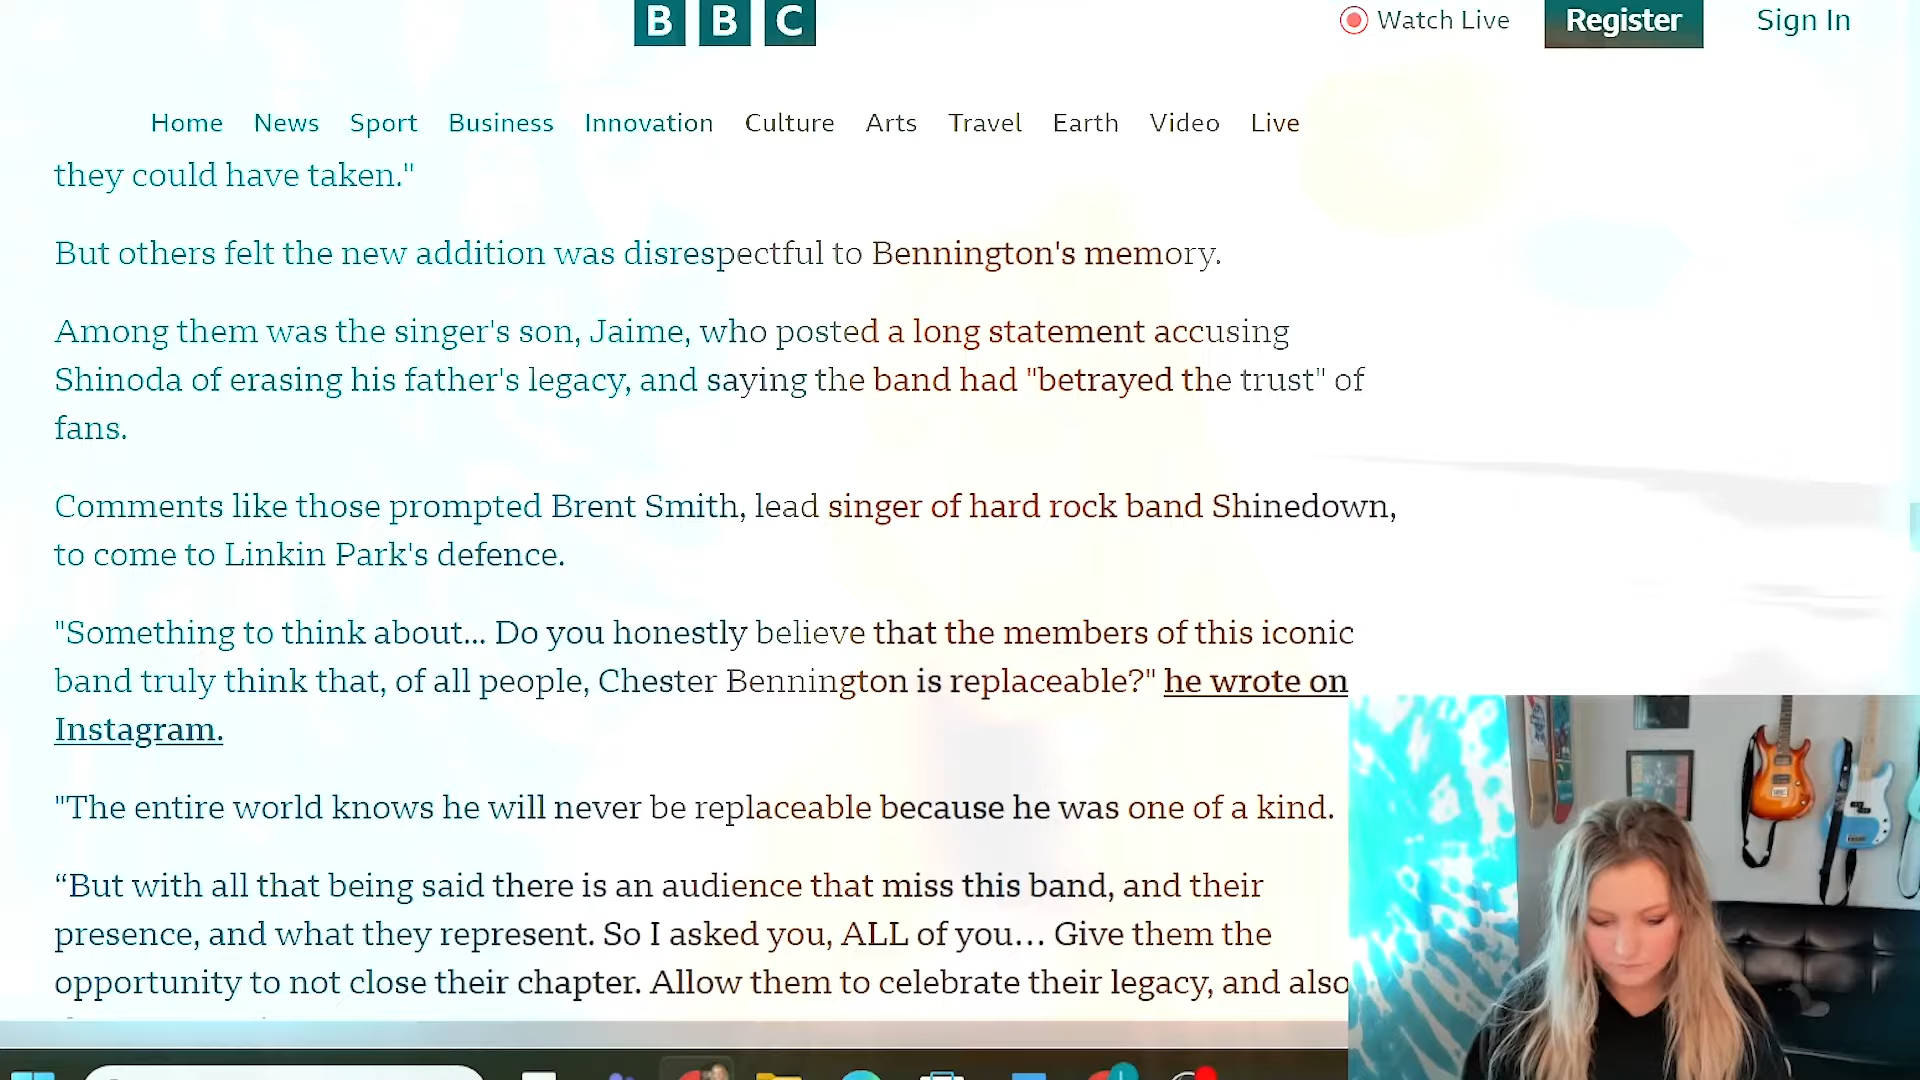 BBC
Watch Live
Register
Sign In
Home News Sport Business Innovation Culture Arts Travel Earth Video Live
they could have taken."
But others felt the new addition was disrespectful to Bennington's memory.
Among them was the singer's son, Jaime, who posted a long statement accusing
Shinoda of erasing his father's legacy, and saying the band had "betrayed the trust" of
fans.
Comments like those prompted Brent Smith, lead singer of hard rock band Shinedown,
to come to Linkin Park's defence.
"Something to think about... Do you honestly believe that the members of this iconic
band truly think that, of all people, Chester Bennington is replaceable?" he wrote on
Instagram.
"The entire world knows he will never be replaceable because he was one of a kind.
“But with all that being said there is an audience that miss this band, and their
presence, and what they represent. So I asked you, ALL of you… Give them the
opportunity to not close their chapter. Allow them to celebrate their legacy, and also